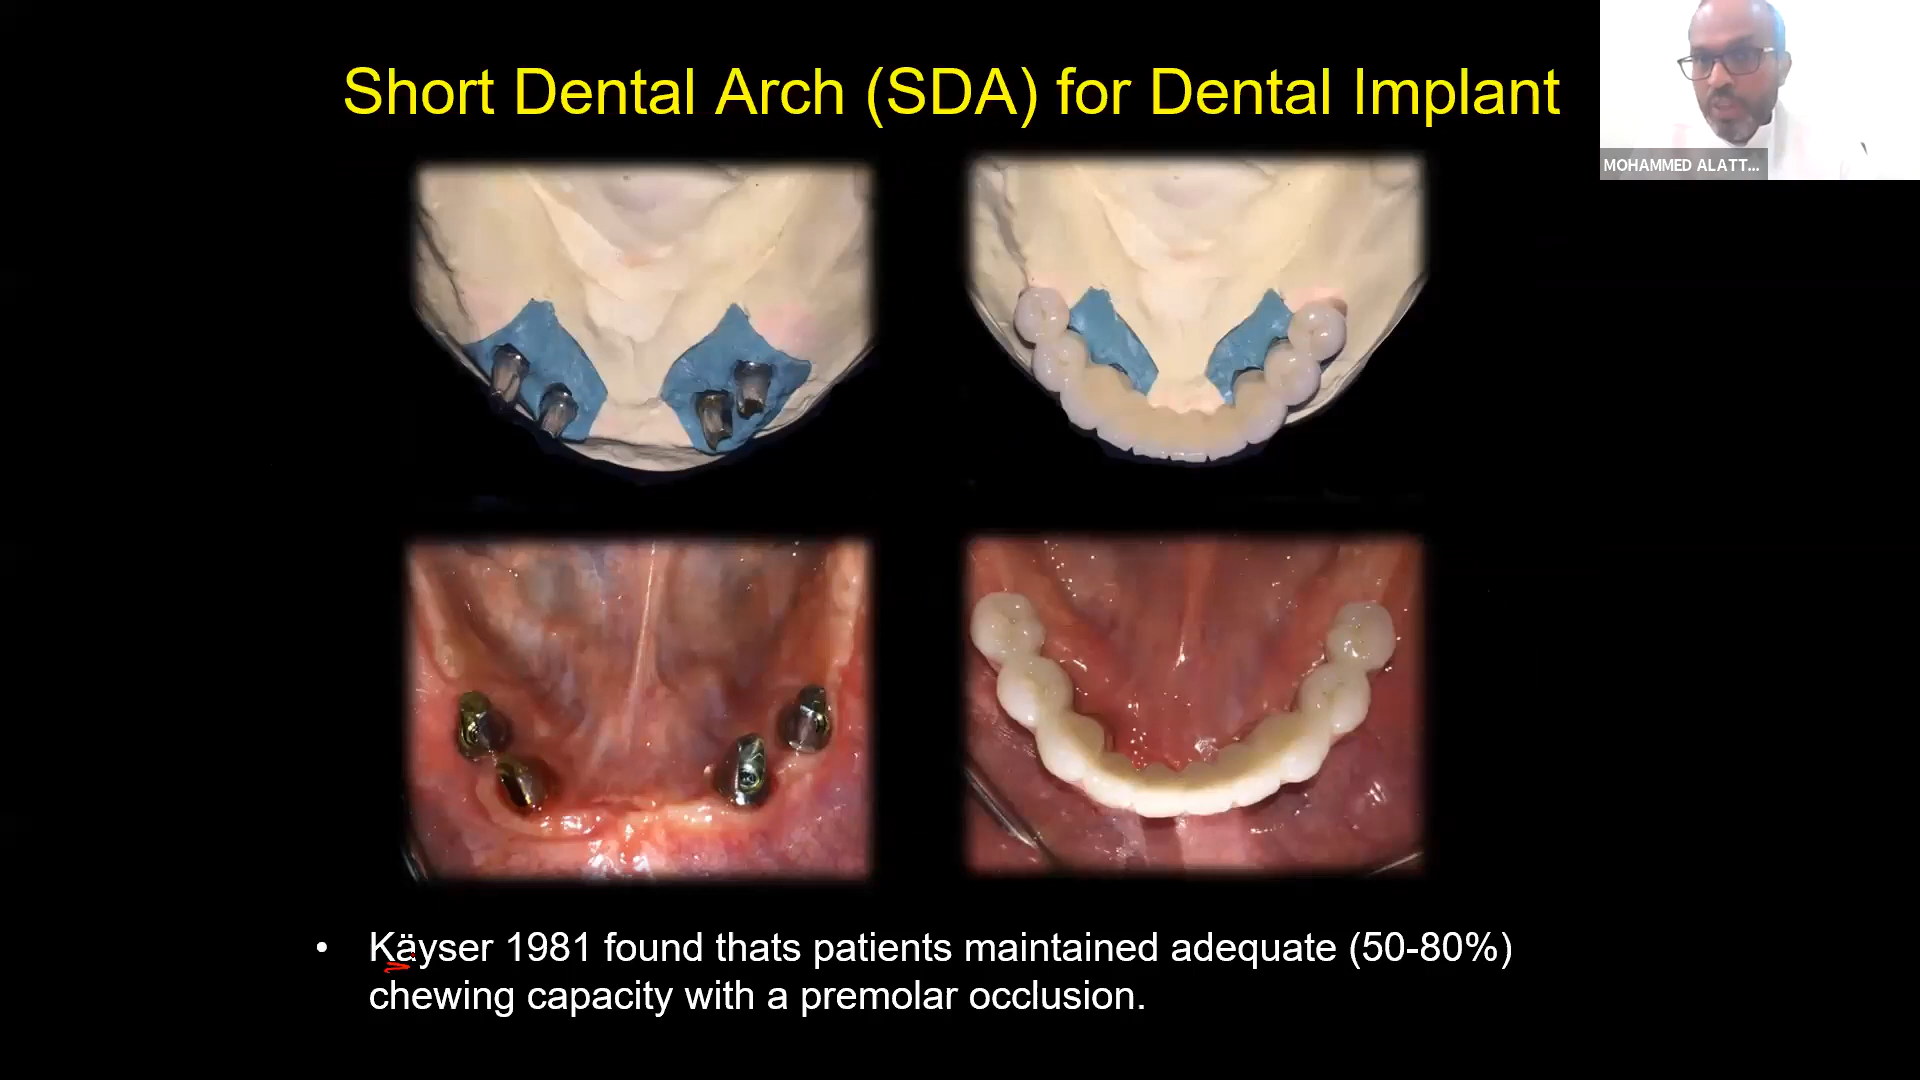 Short Dental Arch (SDA) for Dental Implant
MOHAMMED ALATT...
• Käyser 1981 found thats patients maintained adequate (50-80%)
chewing capacity with a premolar occlusion.